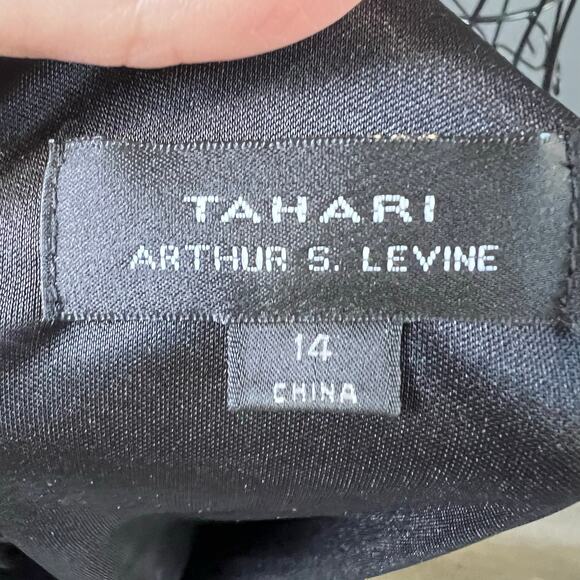 TAHARI
ARTHUR S. LEVINE
14
CHINA